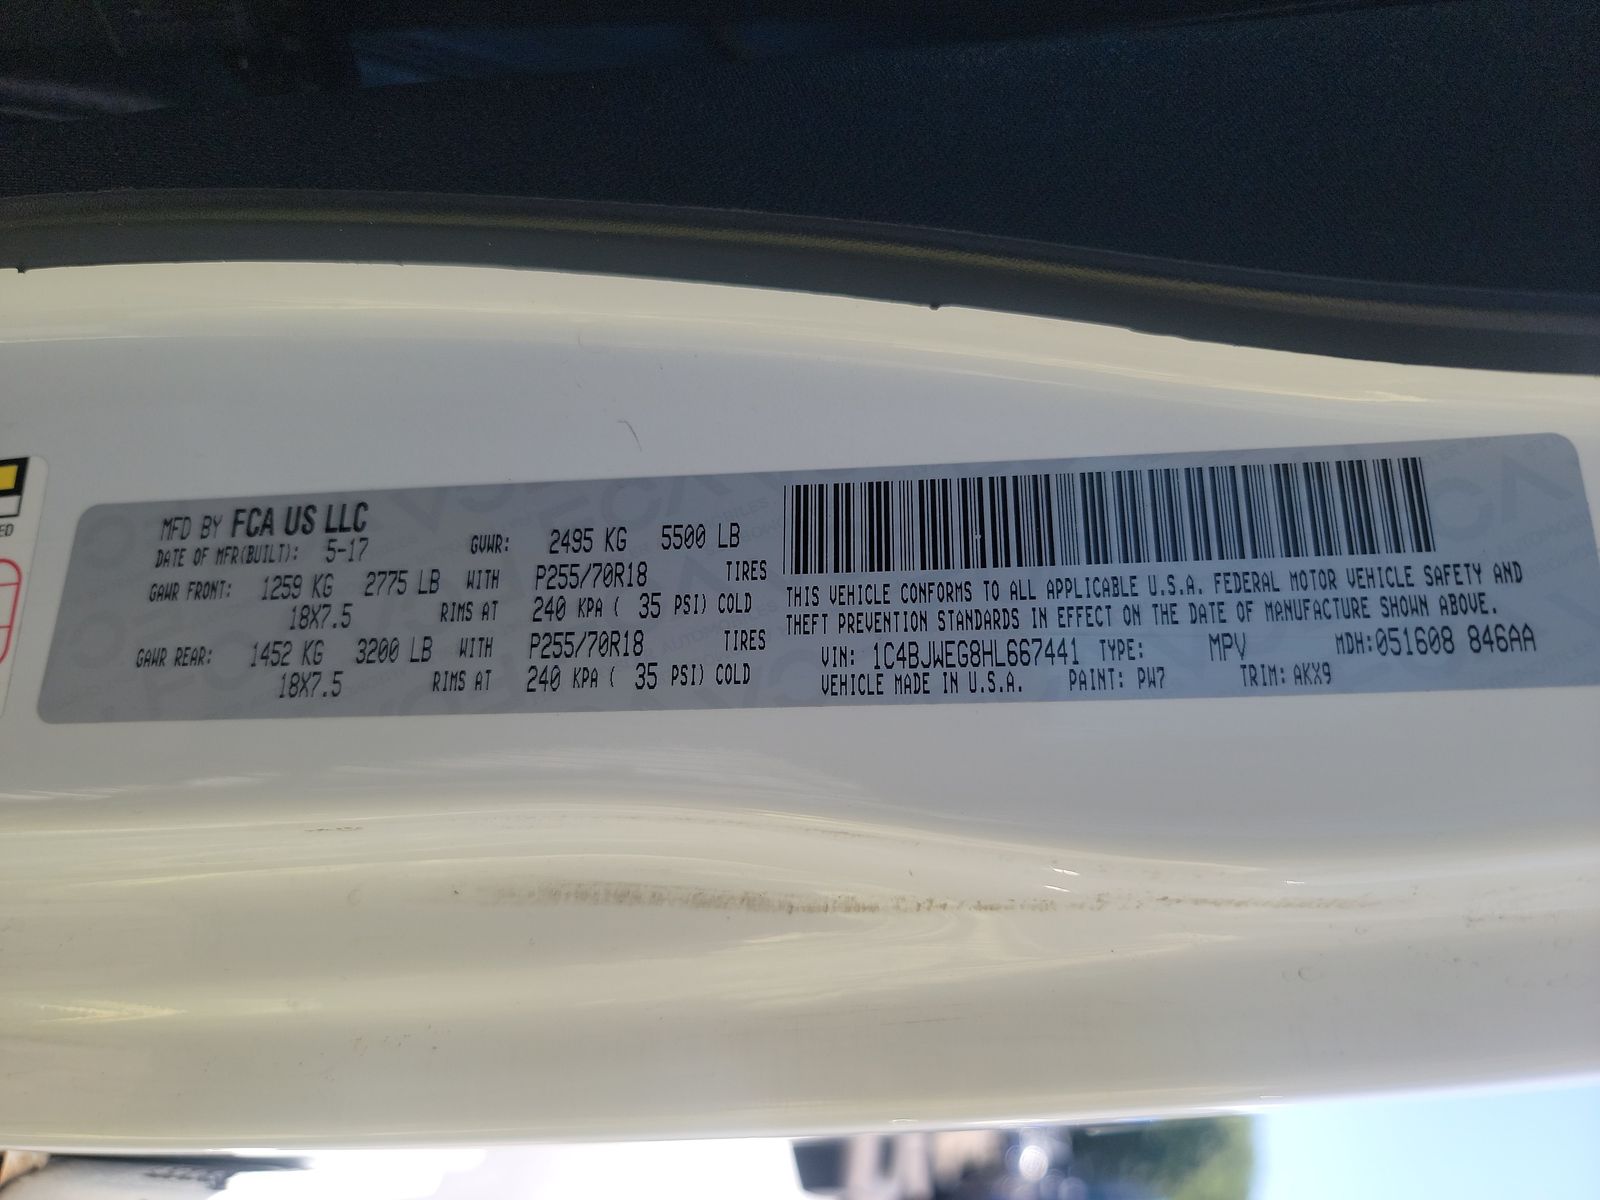 MFD BY FCA US LLC
DATE OF MFR(BUILT): 5-17 GVWR: 2495 KG 5500 LB
GAWR FRONT: 1259 KG 2775 LB WITH P255/70R18 TIRES
18X7.5 RIMS AT 240 KPA ( 35 PSI) COLD
GAWR REAR: 1452 KG 3200 LB WITH P255/70R18 TIRES
18X7.5 RIMS AT 240 KPA ( 35 PSI) COLD
THIS VEHICLE CONFORMS TO ALL APPLICABLE U.S.A. FEDERAL MOTOR VEHICLE SAFETY AND
THEFT PREVENTION STANDARDS IN EFFECT ON THE DATE OF MANUFACTURE SHOWN ABOVE.
VIN: 1C4BJWEG8HL667441 TYPE: MPV MDH:051608 846AA
VEHICLE MADE IN U.S.A. PAINT: PW7 TRIM: AKX9